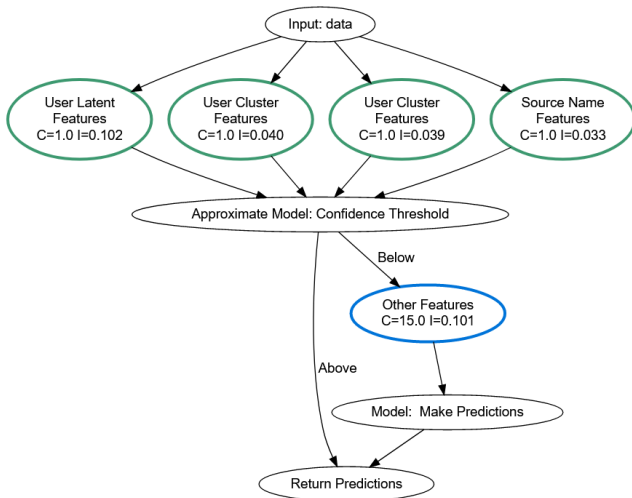 Input: data
User Latent
Features
C=1.0 I=0.102
User Cluster
Features
C=1.0 I=0.040
User Cluster
Features
C=1.0 I=0.039
Source Name
Features
C=1.0 I=0.033
Approximate Model: Confidence Threshold
Below
Other Features
C=15.0 I=0.101
Above
Model:  Make Predictions
Return Predictions